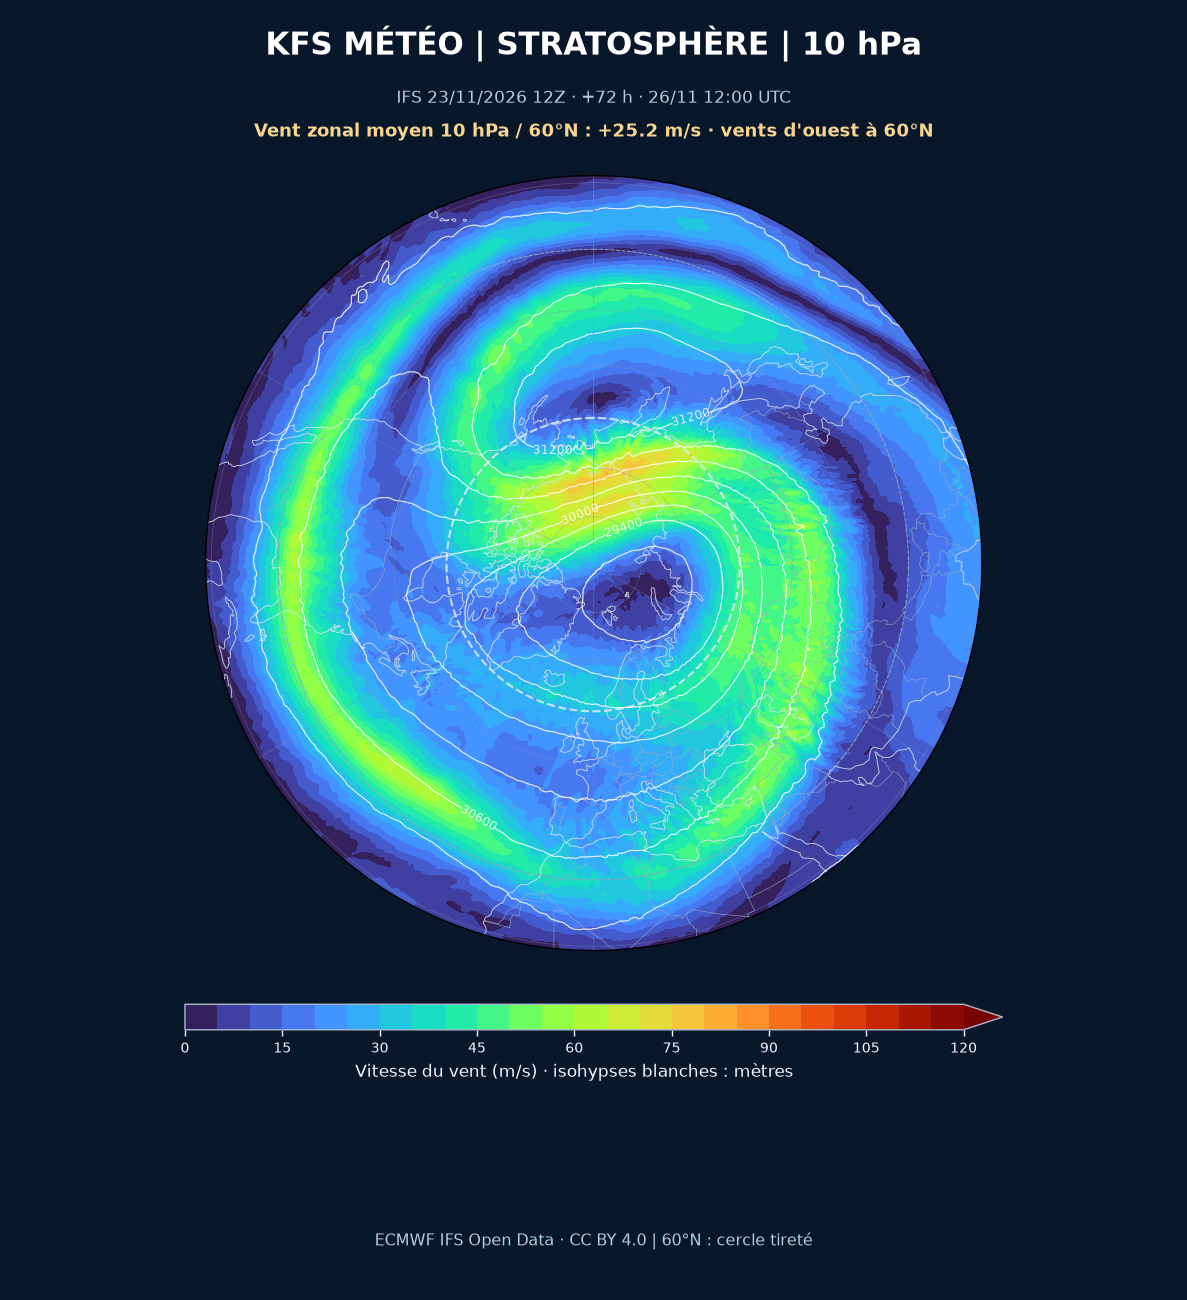 KFS MÉTÉO | STRATOSPHÈRE | 10 hPa
IFS 23/11/2026 12Z · +72 h · 26/11 12:00 UTC
Vent zonal moyen 10 hPa / 60°N : +25.2 m/s · vents d'ouest à 60°N
31200
31200
30000
29400
30600
0 15 30 45 60 75 90 105 120
Vitesse du vent (m/s) · isohypses blanches : mètres
ECMWF IFS Open Data · CC BY 4.0 | 60°N : cercle tireté